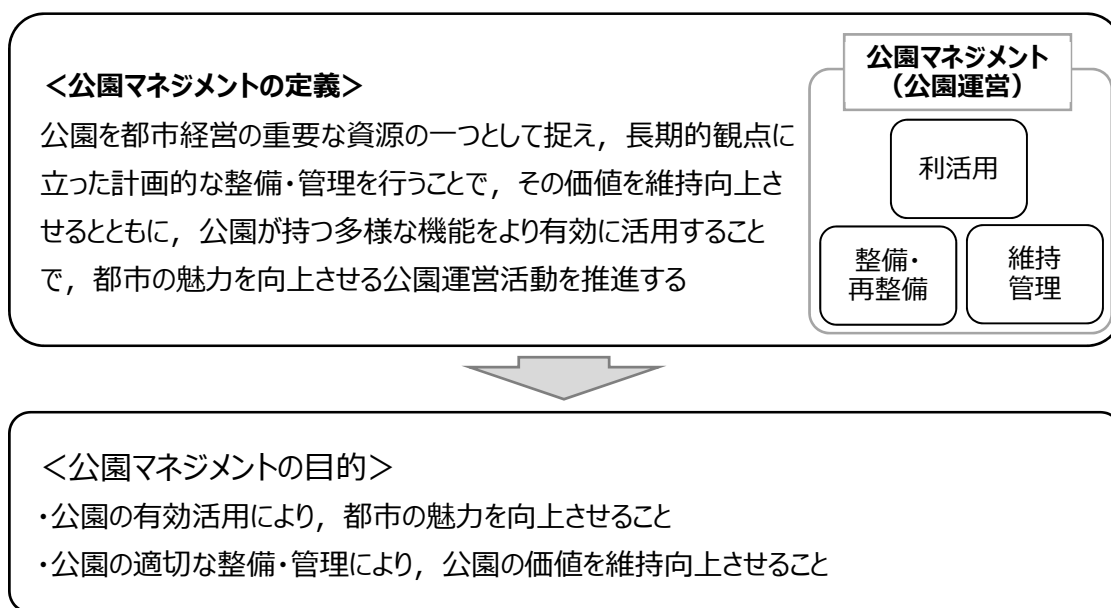 <公園マネジメントの定義>
公園を都市経営の重要な資源の一つとして捉え，長期的観点に
立った計画的な整備・管理を行うことで，その価値を維持向上さ
せるとともに，公園が持つ多様な機能をより有効に活用すること
で，都市の魅力を向上させる公園運営活動を推進する
公園マネジメント
（公園運営）
利活用
整備・
再整備
維持
管理
＜公園マネジメントの目的＞
・公園の有効活用により，都市の魅力を向上させること
・公園の適切な整備・管理により，公園の価値を維持向上させること